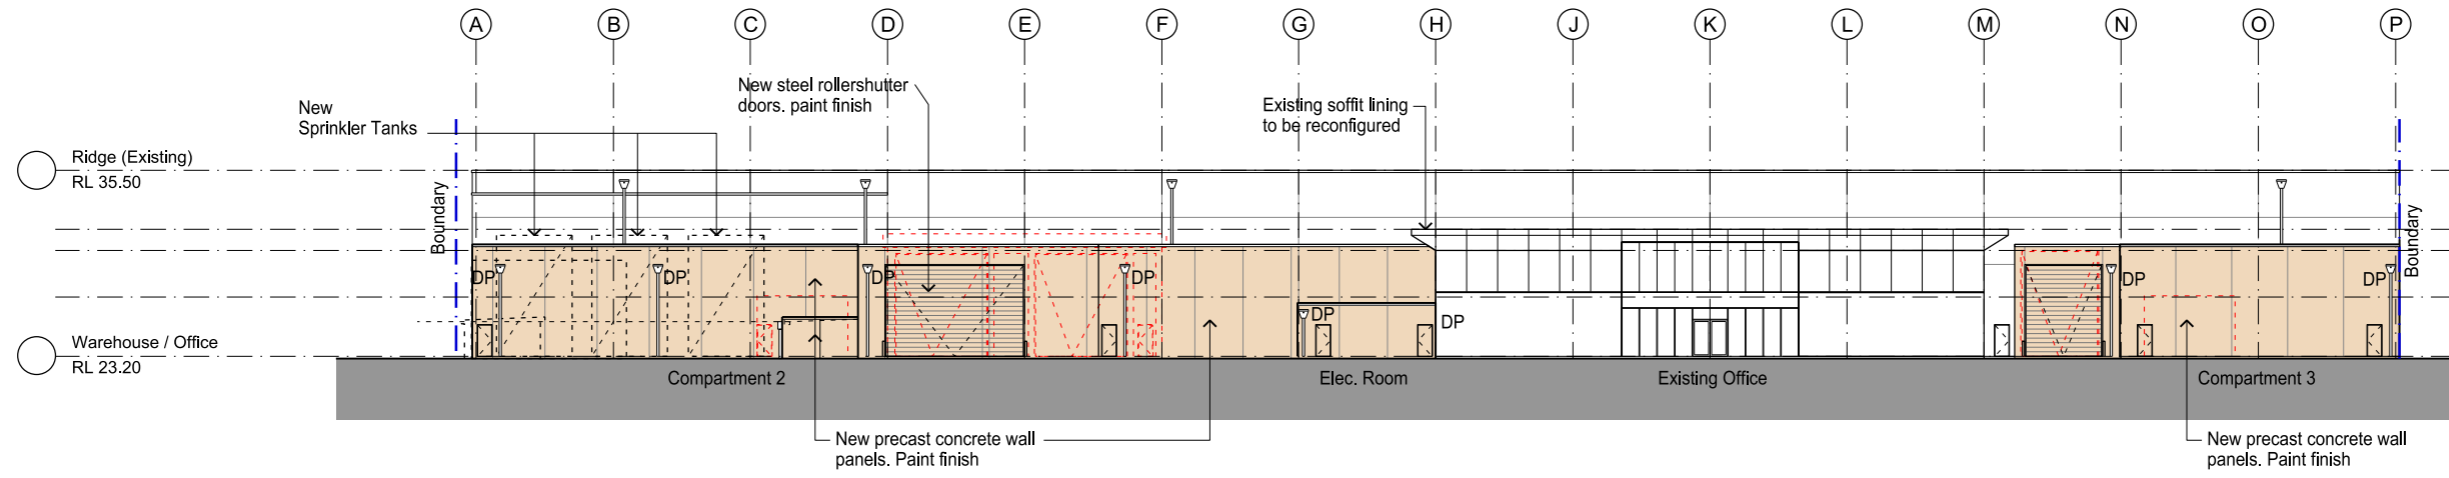 A B C D E F G H J K L M N O P
New steel rollershutter
doors. paint finish
New
Sprinkler Tanks
Existing soffit lining
to be reconfigured
Ridge (Existing)
RL 35.50
Boundary
Boundary
DP DP DP DP DP DP DP DP
Warehouse / Office
RL 23.20
Compartment 2
Elec. Room
Existing Office
Compartment 3
New precast concrete wall
panels. Paint finish
New precast concrete wall
panels. Paint finish